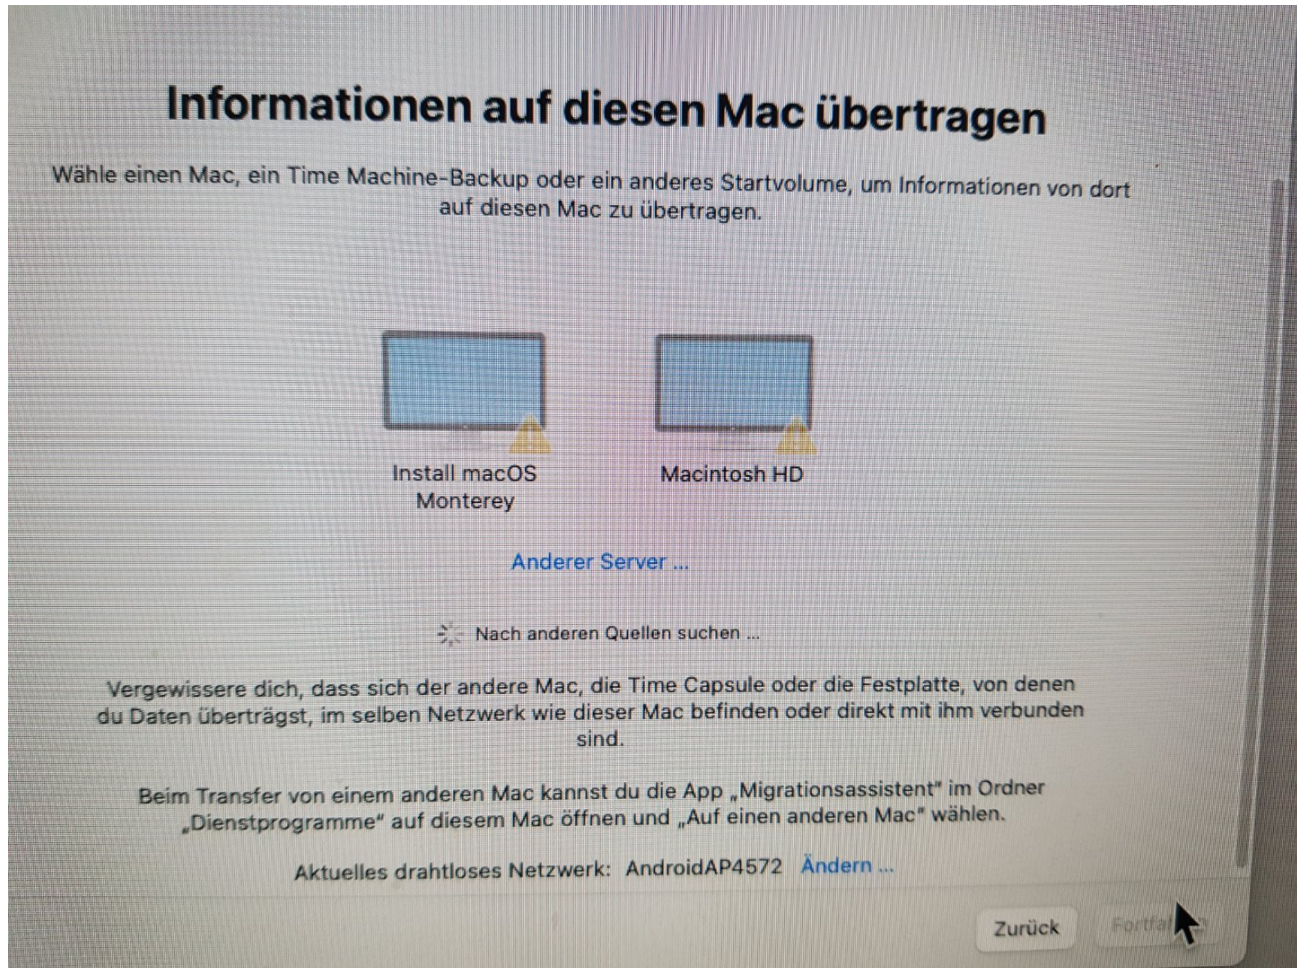 Informationen auf diesen Mac übertragen
Wähle einen Mac, ein Time Machine-Backup oder ein anderes Startvolume, um Informationen von dort
auf diesen Mac zu übertragen.
Install macOS
Monterey
Macintosh HD
Anderer Server ...
Nach anderen Quellen suchen ...
Vergewissere dich, dass sich der andere Mac, die Time Capsule oder die Festplatte, von denen
du Daten überträgst, im selben Netzwerk wie dieser Mac befinden oder direkt mit ihm verbunden
sind.
Beim Transfer von einem anderen Mac kannst du die App „Migrationsassistent" im Ordner
„Dienstprogramme" auf diesem Mac öffnen und „Auf einen anderen Mac" wählen.
Aktuelles drahtloses Netzwerk: AndroidAP4572 Ändern ...
Zurück